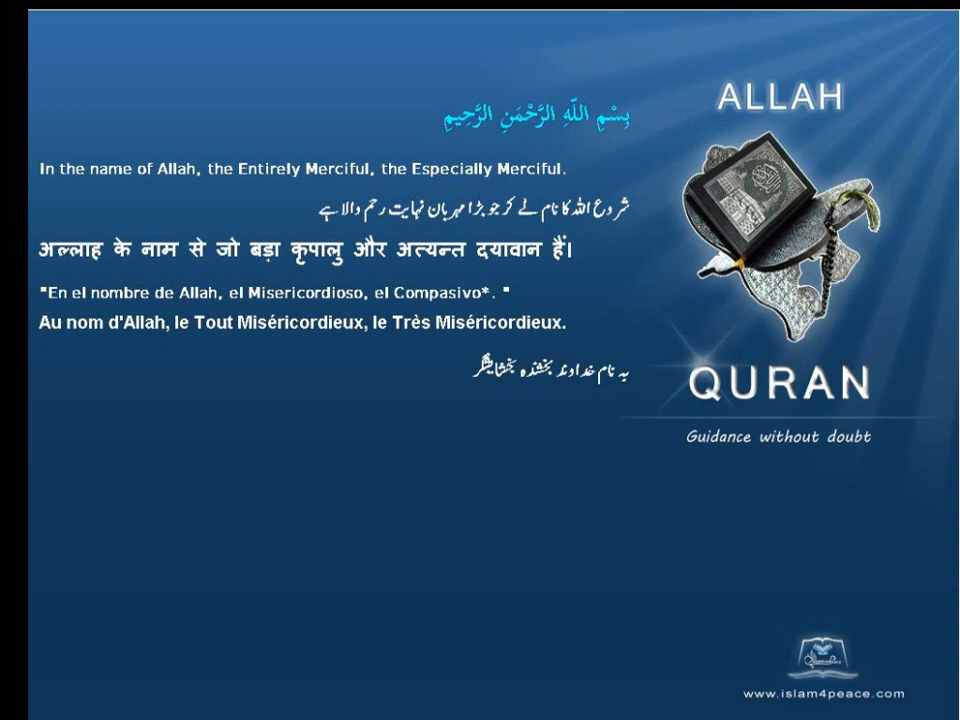 بِسْمِ اللّهِ الرَّحْمَنِ الرَّحِيمِ
In the name of Allah, the Entirely Merciful, the Especially Merciful.
شروع الله کا نام لے کر جو بڑا مہربان نہایت رحم والا ہے
अल्लाह के नाम से जो बड़ा कृपालु और अत्यन्त दयावान हैं।
"En el nombre de Allah, el Misericordioso, el Compasivo*. "
Au nom d'Allah, le Tout Miséricordieux, le Très Miséricordieux.
به نام خداوند بخشنده بخشایشگر
ALLAH
QURAN
Guidance without doubt
www.islam4peace.com